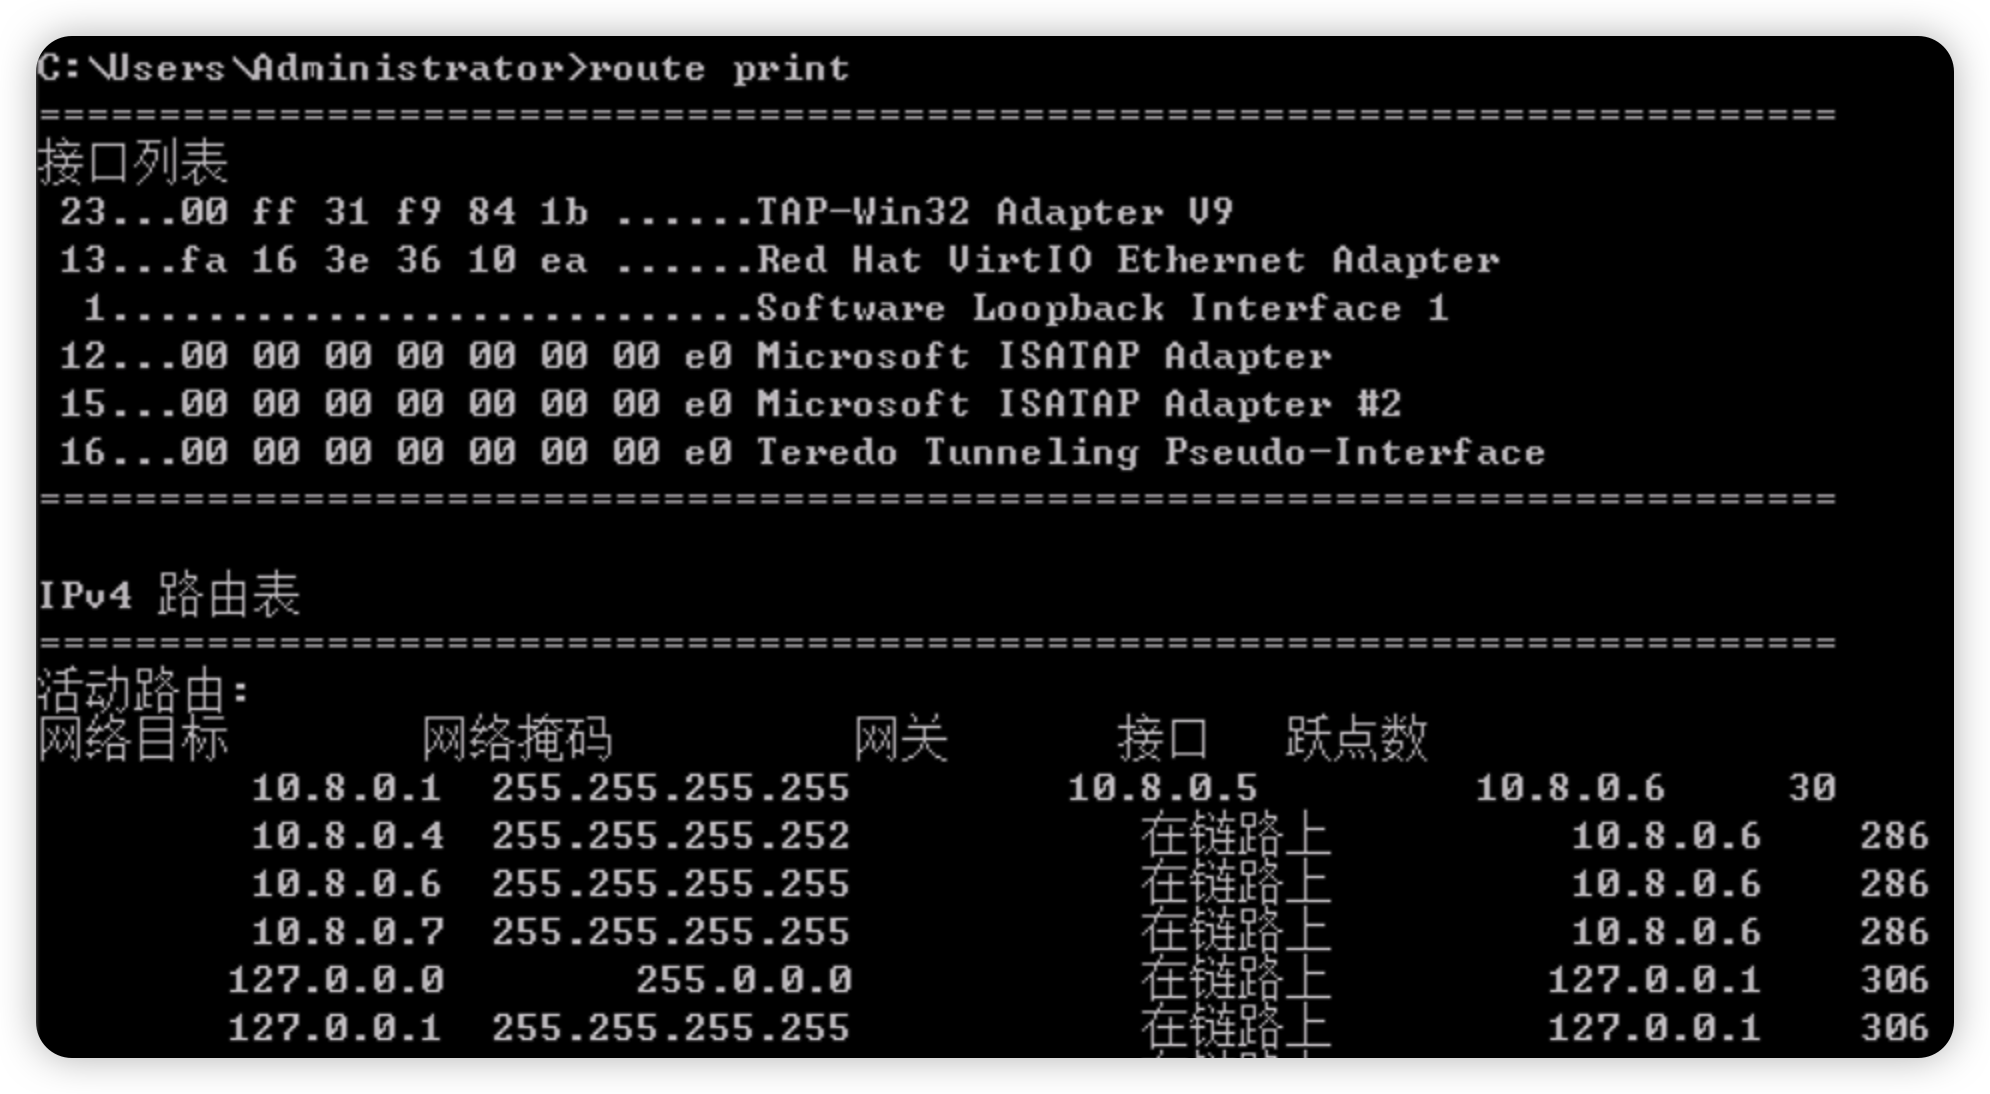 C:\Users\Administrator>route print
===========================================================================
接口列表
 23...00 ff 31 f9 84 1b ......TAP-Win32 Adapter V9
 13...fa 16 3e 36 10 ea ......Red Hat VirtIO Ethernet Adapter
  1...........................Software Loopback Interface 1
 12...00 00 00 00 00 00 00 e0 Microsoft ISATAP Adapter
 15...00 00 00 00 00 00 00 e0 Microsoft ISATAP Adapter #2
 16...00 00 00 00 00 00 00 e0 Teredo Tunneling Pseudo-Interface
===========================================================================
IPv4 路由表
===========================================================================
活动路由:
网络目标        网络掩码          网关       接口   跃点数
         10.8.0.1  255.255.255.255         10.8.0.5         10.8.0.6     30
         10.8.0.4  255.255.255.252            在链路上          10.8.0.6    286
         10.8.0.6  255.255.255.255            在链路上          10.8.0.6    286
         10.8.0.7  255.255.255.255            在链路上          10.8.0.6    286
        127.0.0.0        255.0.0.0            在链路上         127.0.0.1    306
        127.0.0.1  255.255.255.255            在链路上         127.0.0.1    306